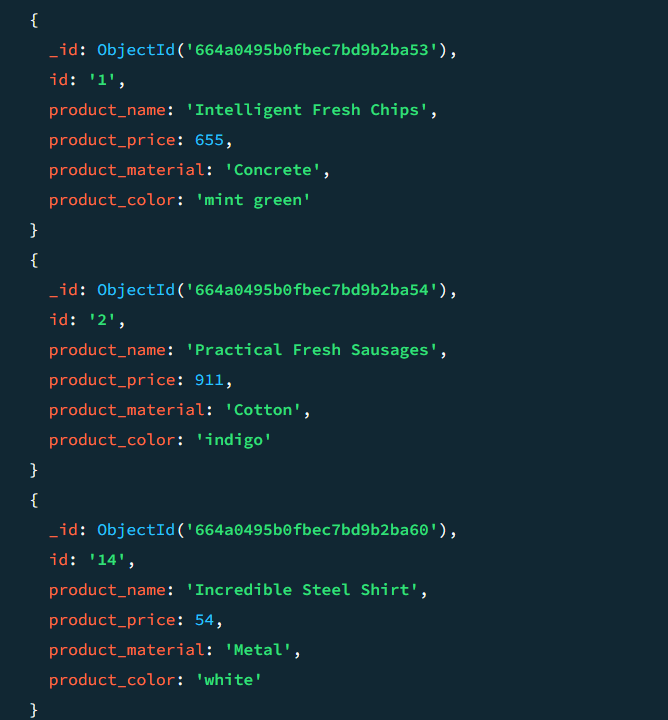 {
_id: ObjectId('664a0495b0fbec7bd9b2ba53'),
id: '1',
product_name: 'Intelligent Fresh Chips',
product_price: 655,
product_material: 'Concrete',
product_color: 'mint green'
}
{
_id: ObjectId('664a0495b0fbec7bd9b2ba54'),
id: '2',
product_name: 'Practical Fresh Sausages',
product_price: 911,
product_material: 'Cotton',
product_color: 'indigo'
}
{
_id: ObjectId('664a0495b0fbec7bd9b2ba60'),
id: '14',
product_name: 'Incredible Steel Shirt',
product_price: 54,
product_material: 'Metal',
product_color: 'white'
}